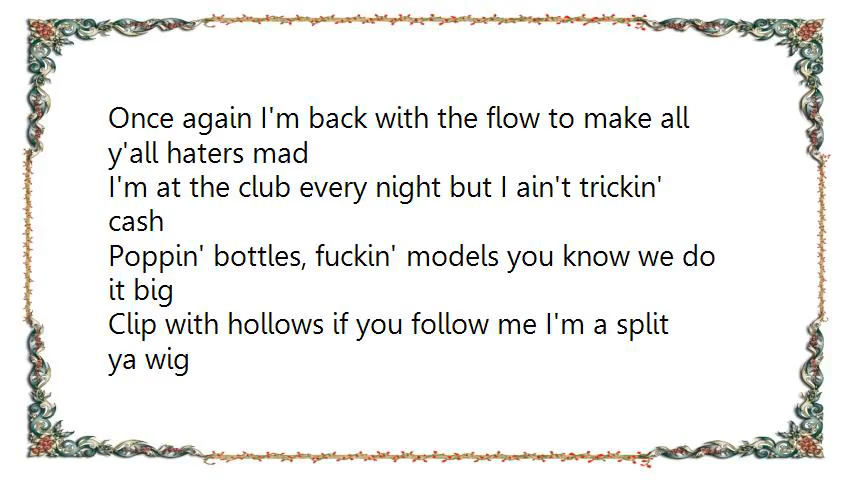 Once again I'm back with the flow to make all
y'all haters mad
I'm at the club every night but I ain't trickin'
cash
Poppin' bottles, fuckin' models you know we do
it big
Clip with hollows if you follow me I'm a split
ya wig